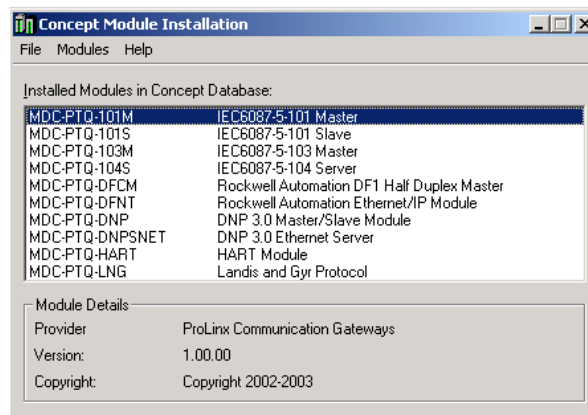 Concept Module Installation
File Modules Help
Installed Modules in Concept Database:
MDC-PTQ-101M IEC6087-5-101 Master
MDC-PTQ-101S IEC6087-5-101 Slave
MDC-PTQ-103M IEC6087-5-103 Master
MDC-PTQ-104S IEC6087-5-104 Server
MDC-PTQ-DFCM Rockwell Automation DF1 Half Duplex Master
MDC-PTQ-DFNT Rockwell Automation Ethernet/IP Module
MDC-PTQ-DNP DNP 3.0 Master/Slave Module
MDC-PTQ-DNPSNET DNP 3.0 Ethernet Server
MDC-PTQ-HART HART Module
MDC-PTQ-LNG Landis and Gyr Protocol
Module Details
Provider ProLinx Communication Gateways
Version: 1.00.00
Copyright: Copyright 2002-2003